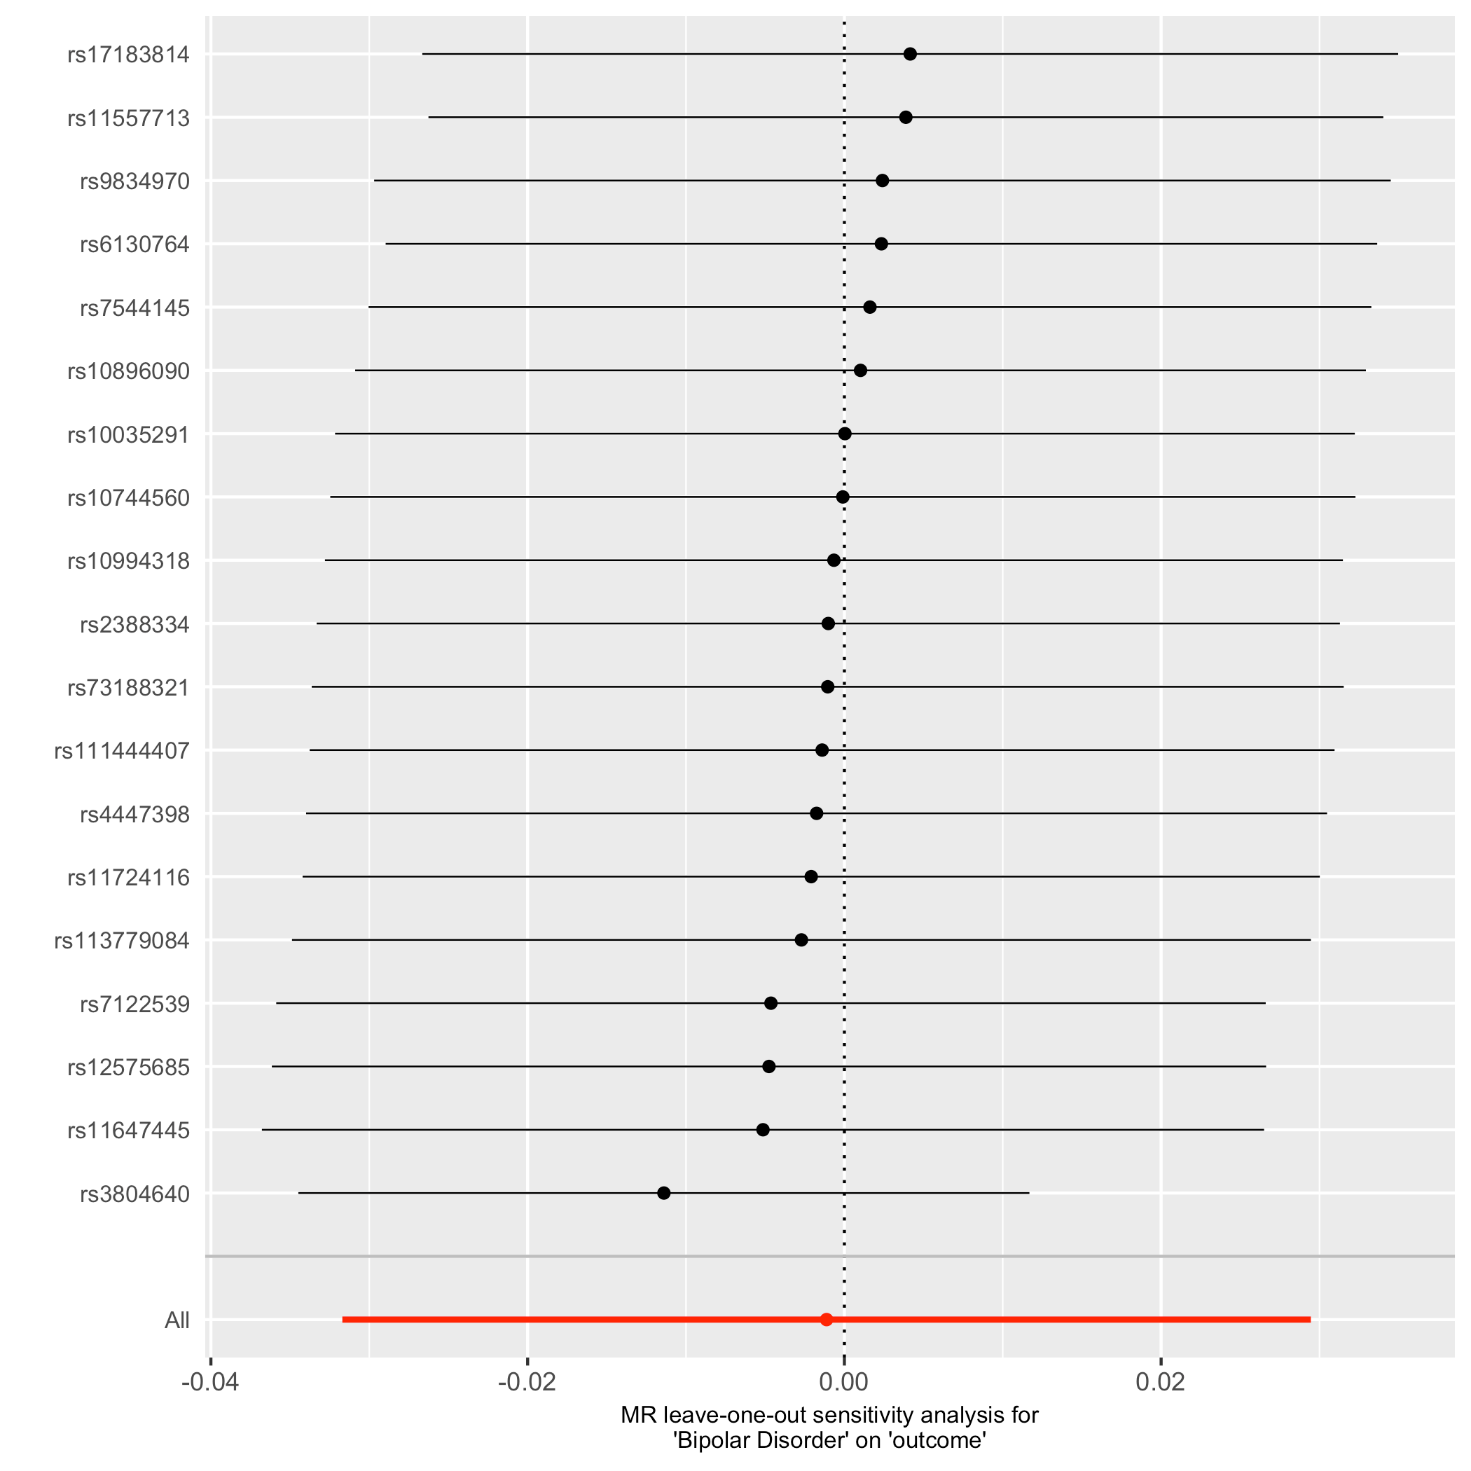 rs17183814
rs11557713
rs9834970
rs6130764
rs7544145
rs10896090
rs10035291
rs10744560
rs10994318
rs2388334
rs73188321
rs111444407
rs4447398
rs11724116
rs113779084
rs7122539
rs12575685
rs11647445
rs3804640
All
-0.04 -0.02 0.00 0.02
MR leave-one-out sensitivity analysis for
'Bipolar Disorder' on 'outcome'